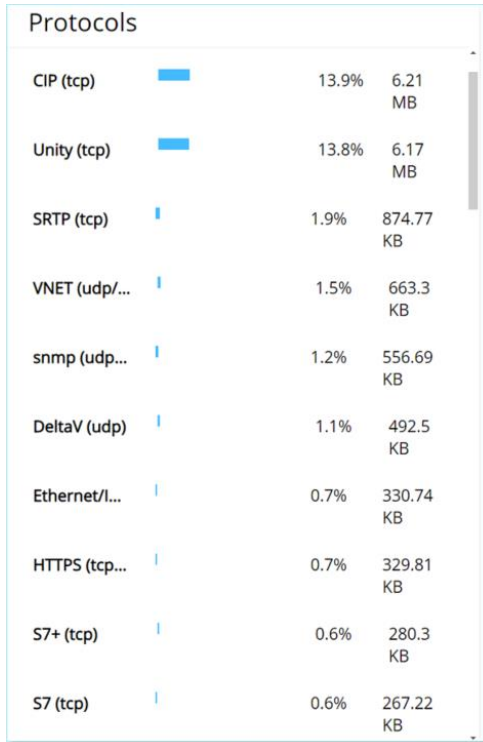 Protocols
CIP (tcp) 13.9% 6.21
MB
Unity (tcp) 13.8% 6.17
MB
SRTP (tcp) 1.9% 874.77
KB
VNET (udp/... 1.5% 663.3
KB
snmp (udp... 1.2% 556.69
KB
DeltaV (udp) 1.1% 492.5
KB
Ethernet/I... 0.7% 330.74
KB
HTTPS (tcp... 0.7% 329.81
KB
S7+ (tcp) 0.6% 280.3
KB
S7 (tcp) 0.6% 267.22
KB